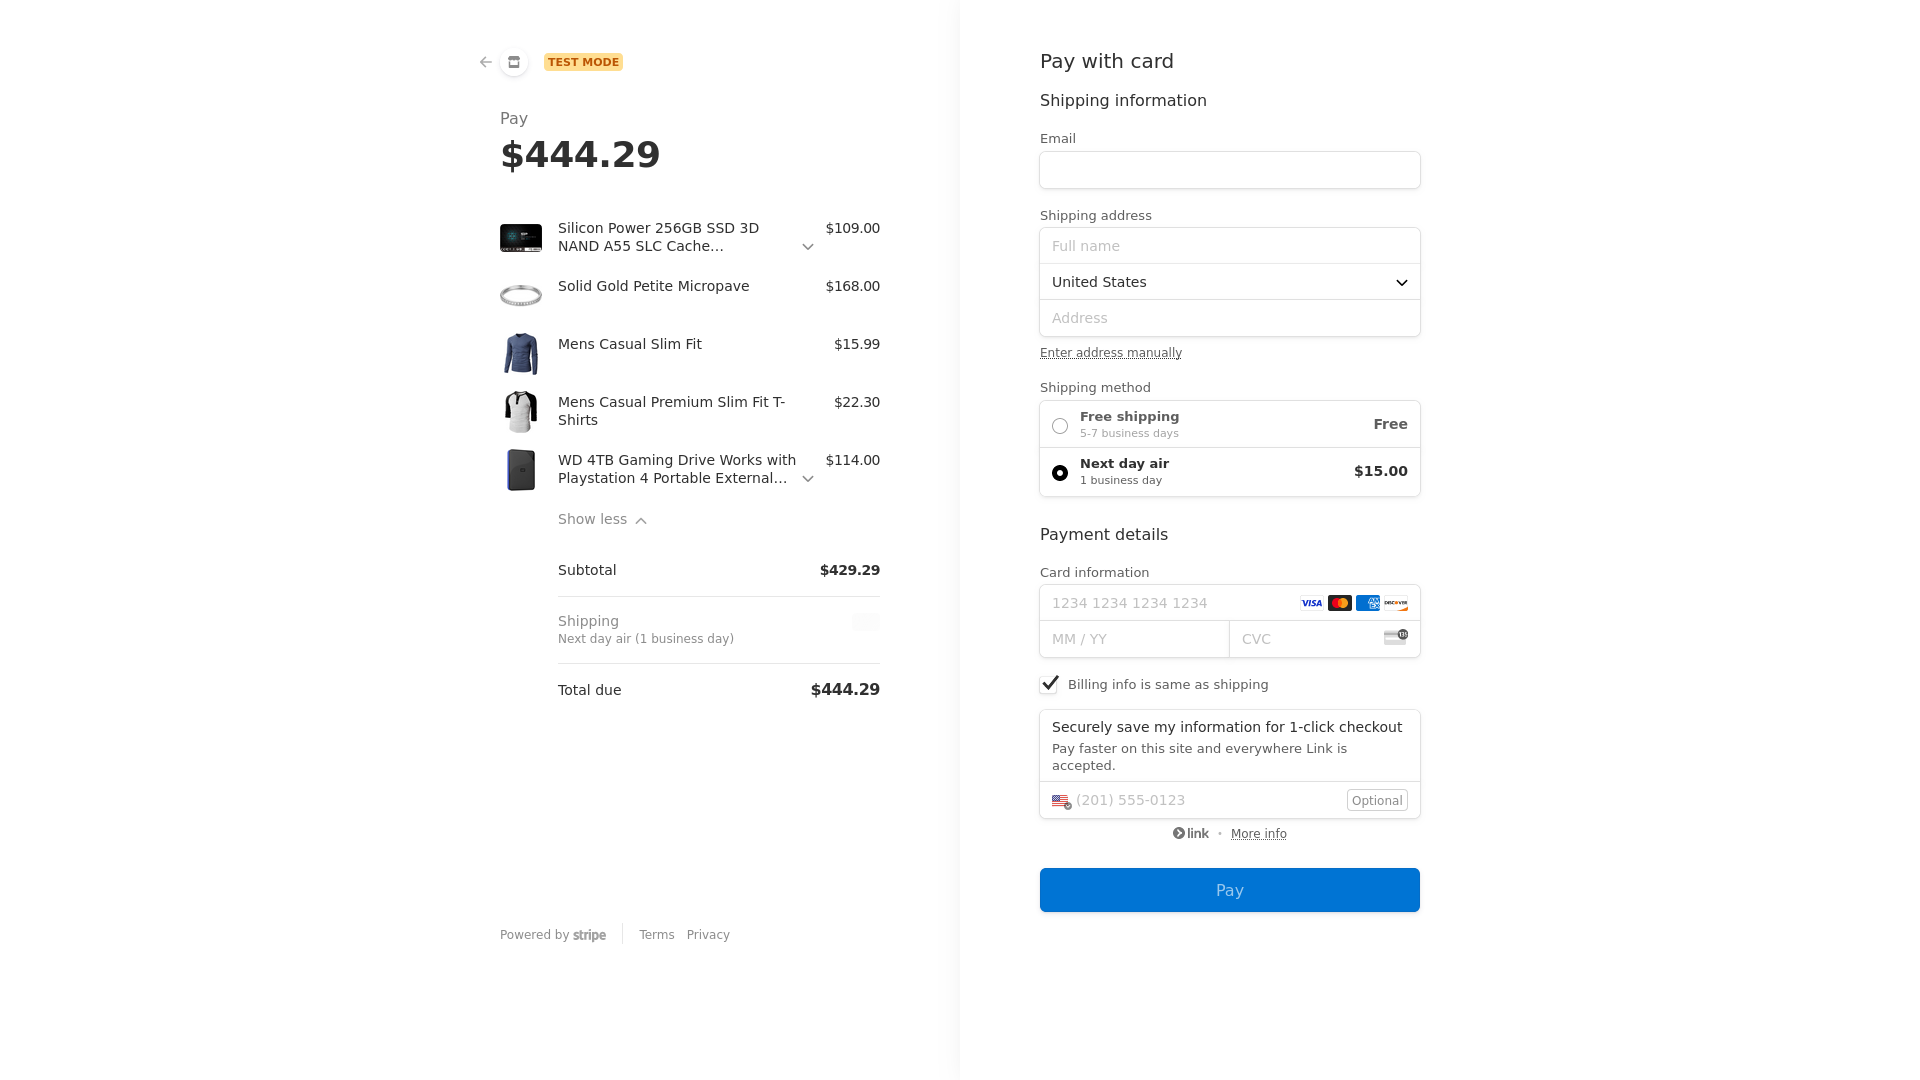 TEST MODE
Pay
$444.29
Silicon Power 256GB SSD 3D $109.00
NAND A55 SLC Cache…
Solid Gold Petite Micropave $168.00
Mens Casual Slim Fit $15.99
Mens Casual Premium Slim Fit T- $22.30
Shirts
WD 4TB Gaming Drive Works with $114.00
Playstation 4 Portable External…
Show less
Subtotal $429.29
Shipping
Next day air (1 business day)
Total due $444.29
Powered by stripe Terms Privacy
Pay with card
Shipping information
Email
Shipping address
Full name
United States
Address
Enter address manually
Shipping method
Free shipping Free
5-7 business days
Next day air $15.00
1 business day
Payment details
Card information
1234 1234 1234 1234 VISA AMEX DISCOVER
MM / YY CVC 135
Billing info is same as shipping
Securely save my information for 1-click checkout
Pay faster on this site and everywhere Link is
accepted.
(201) 555-0123 Optional
link • More info
Pay